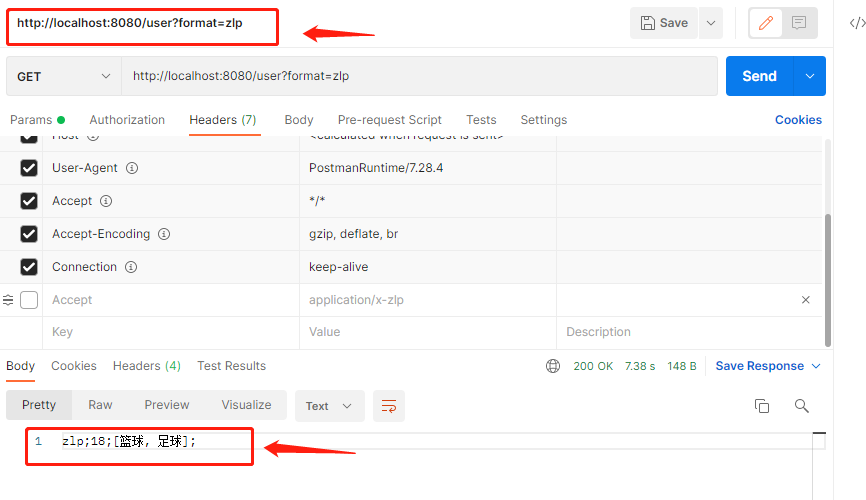 http://localhost:8080/user?format=zlp
Save
GET http://localhost:8080/user?format=zlp Send
Params Authorization Headers (7) Body Pre-request Script Tests Settings Cookies
Host <calculated when request is sent>
User-Agent PostmanRuntime/7.28.4
Accept */*
Accept-Encoding gzip, deflate, br
Connection keep-alive
Accept application/x-zlp
Key Value Description
Body Cookies Headers (4) Test Results 200 OK 7.38 s 148 B Save Response
Pretty Raw Preview Visualize Text
1 zlp;18;[篮球, 足球];